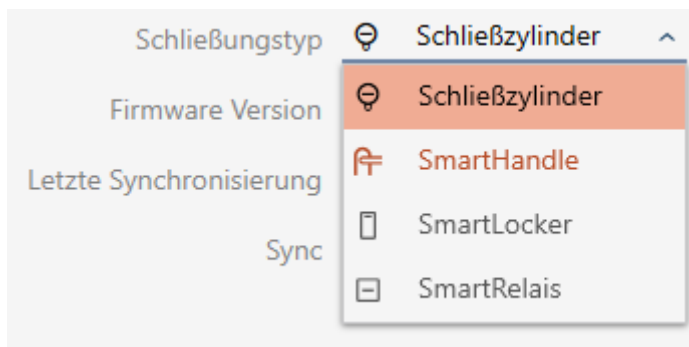 Schließungstyp Schließzylinder
Firmware Version Schließzylinder
SmartHandle
Letzte Synchronisierung
SmartLocker
Sync
SmartRelais